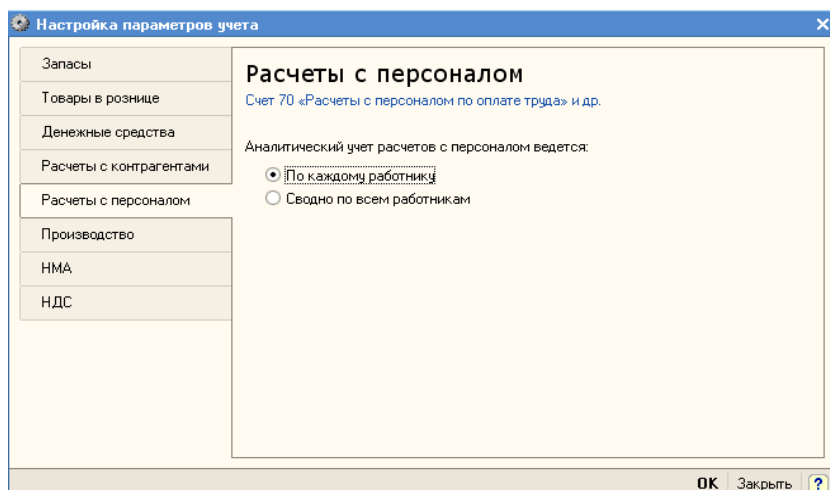 Настройка параметров учета
Запасы
Товары в рознице
Денежные средства
Расчеты с контрагентами
Расчеты с персоналом
Производство
НМА
НДС
Расчеты с персоналом
Счет 70 «Расчеты с персоналом по оплате труда» и др.
Аналитический учет расчетов с персоналом ведется:
По каждому работнику
Сводно по всем работникам
OK Закрыть ?